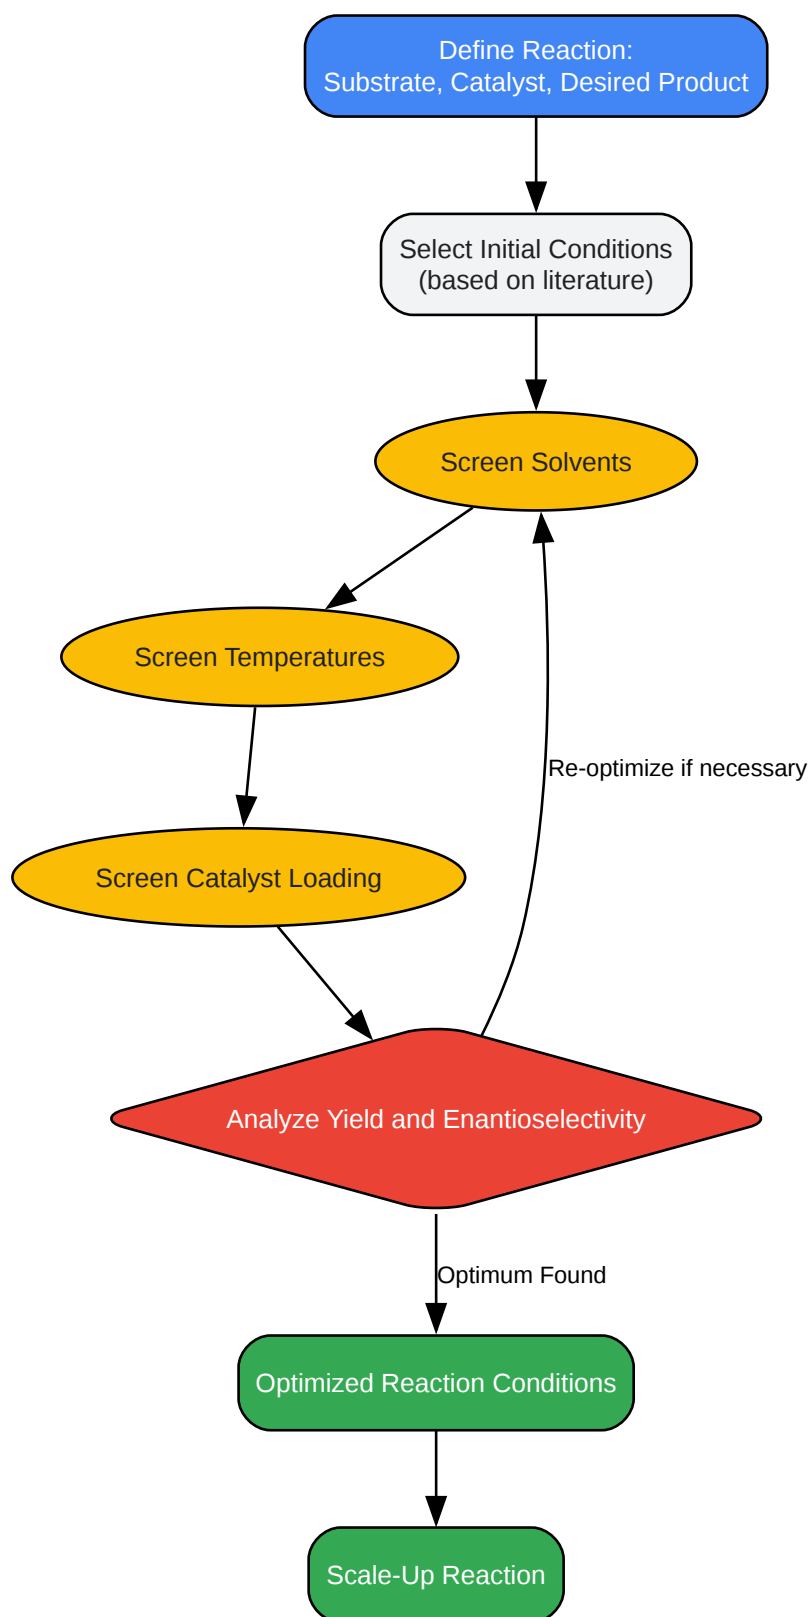 Define Reaction:
Substrate, Catalyst, Desired Product
Select Initial Conditions
(based on literature)
Screen Solvents
Screen Temperatures
Re-optimize if necessary
Screen Catalyst Loading
Analyze Yield and Enantioselectivity
Optimum Found
Optimized Reaction Conditions
Scale-Up Reaction